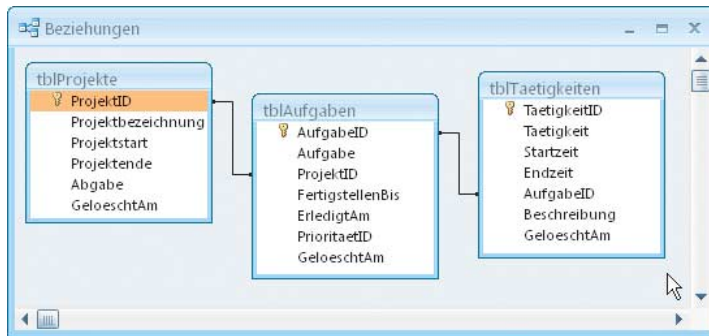 Beziehungen
tblProjekte
ProjektID
Projektbezeichnung
Projektstart
Projektende
Abgabe
GeloeschtAm
tblAufgaben
AufgabeID
Aufgabe
ProjektID
FertigstellenBis
ErledigtAm
PrioritaetID
GeloeschtAm
tblTaetigkeiten
TaetigkeitID
Taetigkeit
Startzeit
Endzeit
AufgabeID
Beschreibung
GeloeschtAm